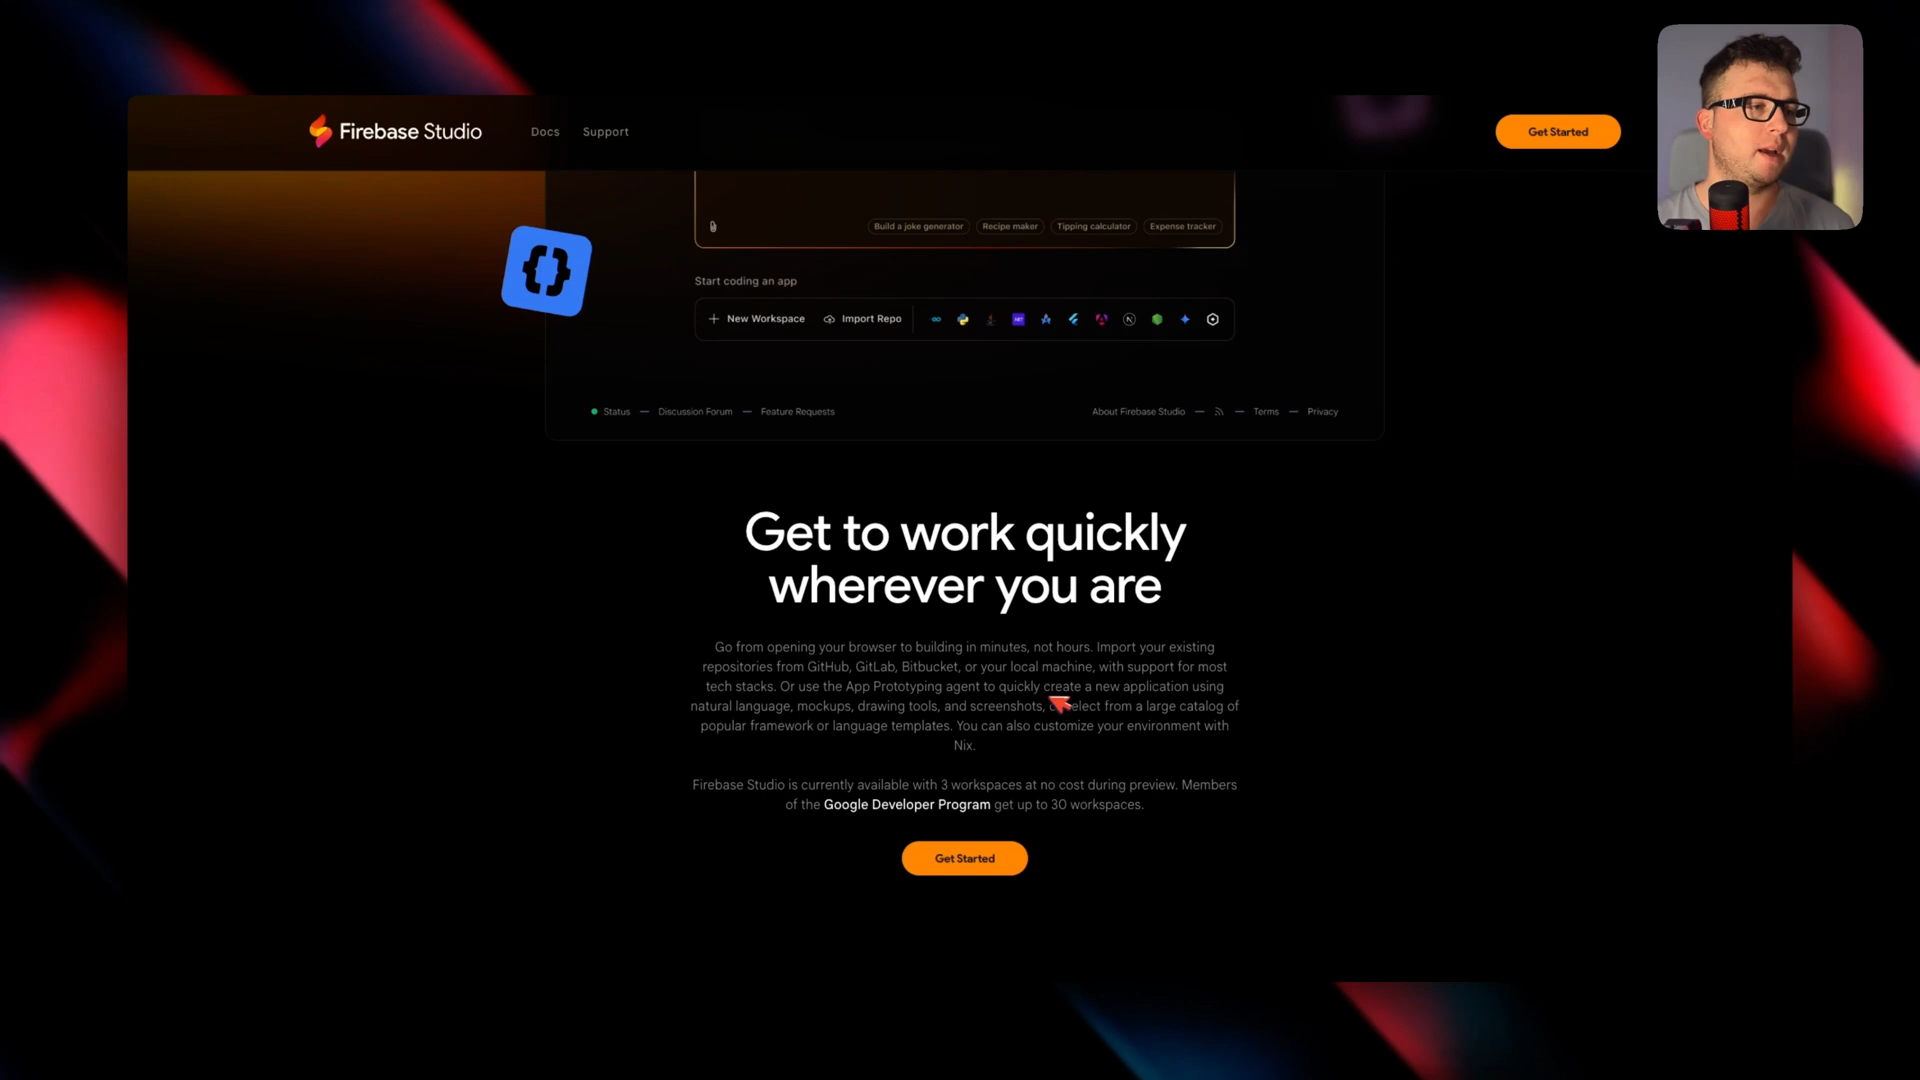 Firebase Studio
Docs
Support
Get Started
Build a joke generator
Recipe maker
Tipping calculator
Expense tracker
Start coding an app
New Workspace
Import Repo
Status — Discussion Forum — Feature Requests
About Firebase Studio — — Terms — Privacy
Get to work quickly
wherever you are
Go from opening your browser to building in minutes, not hours. Import your existing
repositories from GitHub, GitLab, Bitbucket, or your local machine, with support for most
tech stacks. Or use the App Prototyping agent to quickly create a new application using
natural language, mockups, drawing tools, and screenshots, select from a large catalog of
popular framework or language templates. You can also customize your environment with
Nix.
Firebase Studio is currently available with 3 workspaces at no cost during preview. Members
of the Google Developer Program get up to 30 workspaces.
Get Started